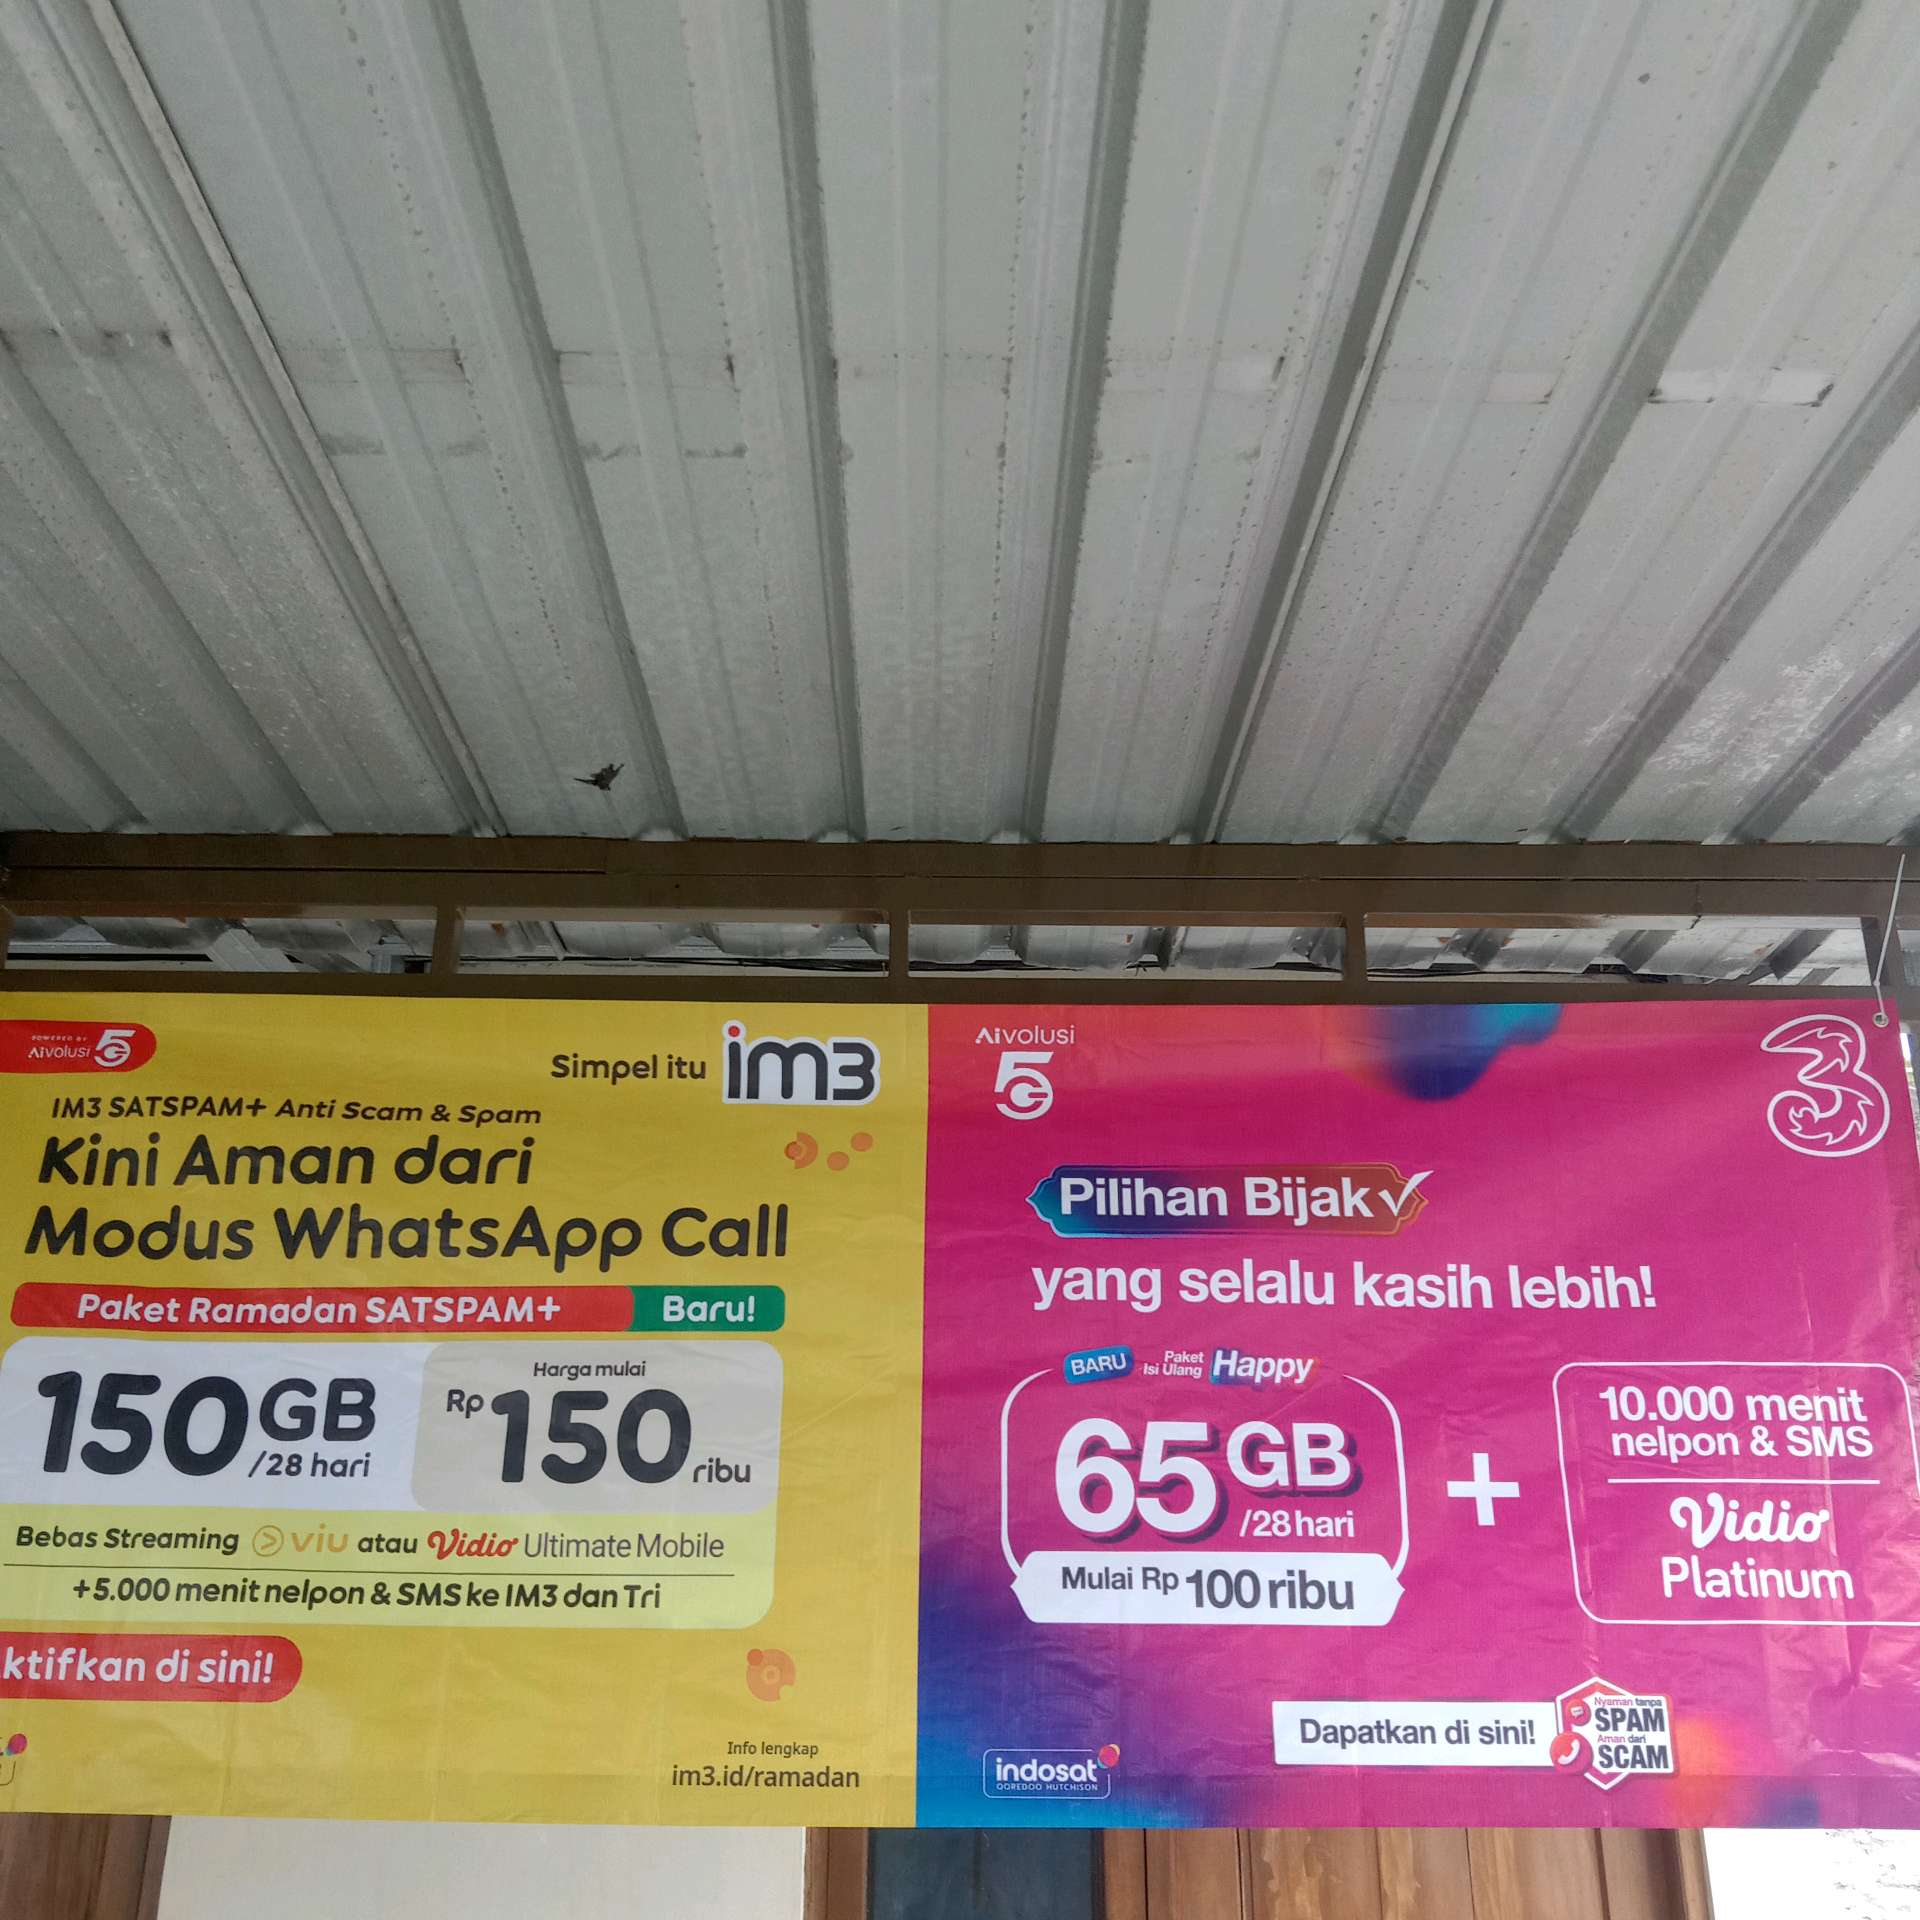 POWERED BY
AIVOLUSI 5G
Simpel itu im3
IM3 SATSPAM+ Anti Scam & Spam
Kini Aman dari
Modus WhatsApp Call
Paket Ramadan SATSPAM+ Baru!
150GB
/28 hari
Harga mulai
Rp 150 ribu
Bebas Streaming viu atau Vidio Ultimate Mobile
+5.000 menit nelpon & SMS ke IM3 dan Tri
ktifkan di sini!
Info lengkap
im3.id/ramadan
AIVOLUSI
5G
3
Pilihan Bijak
yang selalu kasih lebih!
BARU Paket Isi Ulang Happy
65GB
/28 hari
Mulai Rp 100 ribu
+
10.000 menit
nelpon & SMS
Vidio
Platinum
Dapatkan di sini!
Nyaman tanpa
SPAM
Aman dari
SCAM
indosat
OOREDOO HUTCHISON